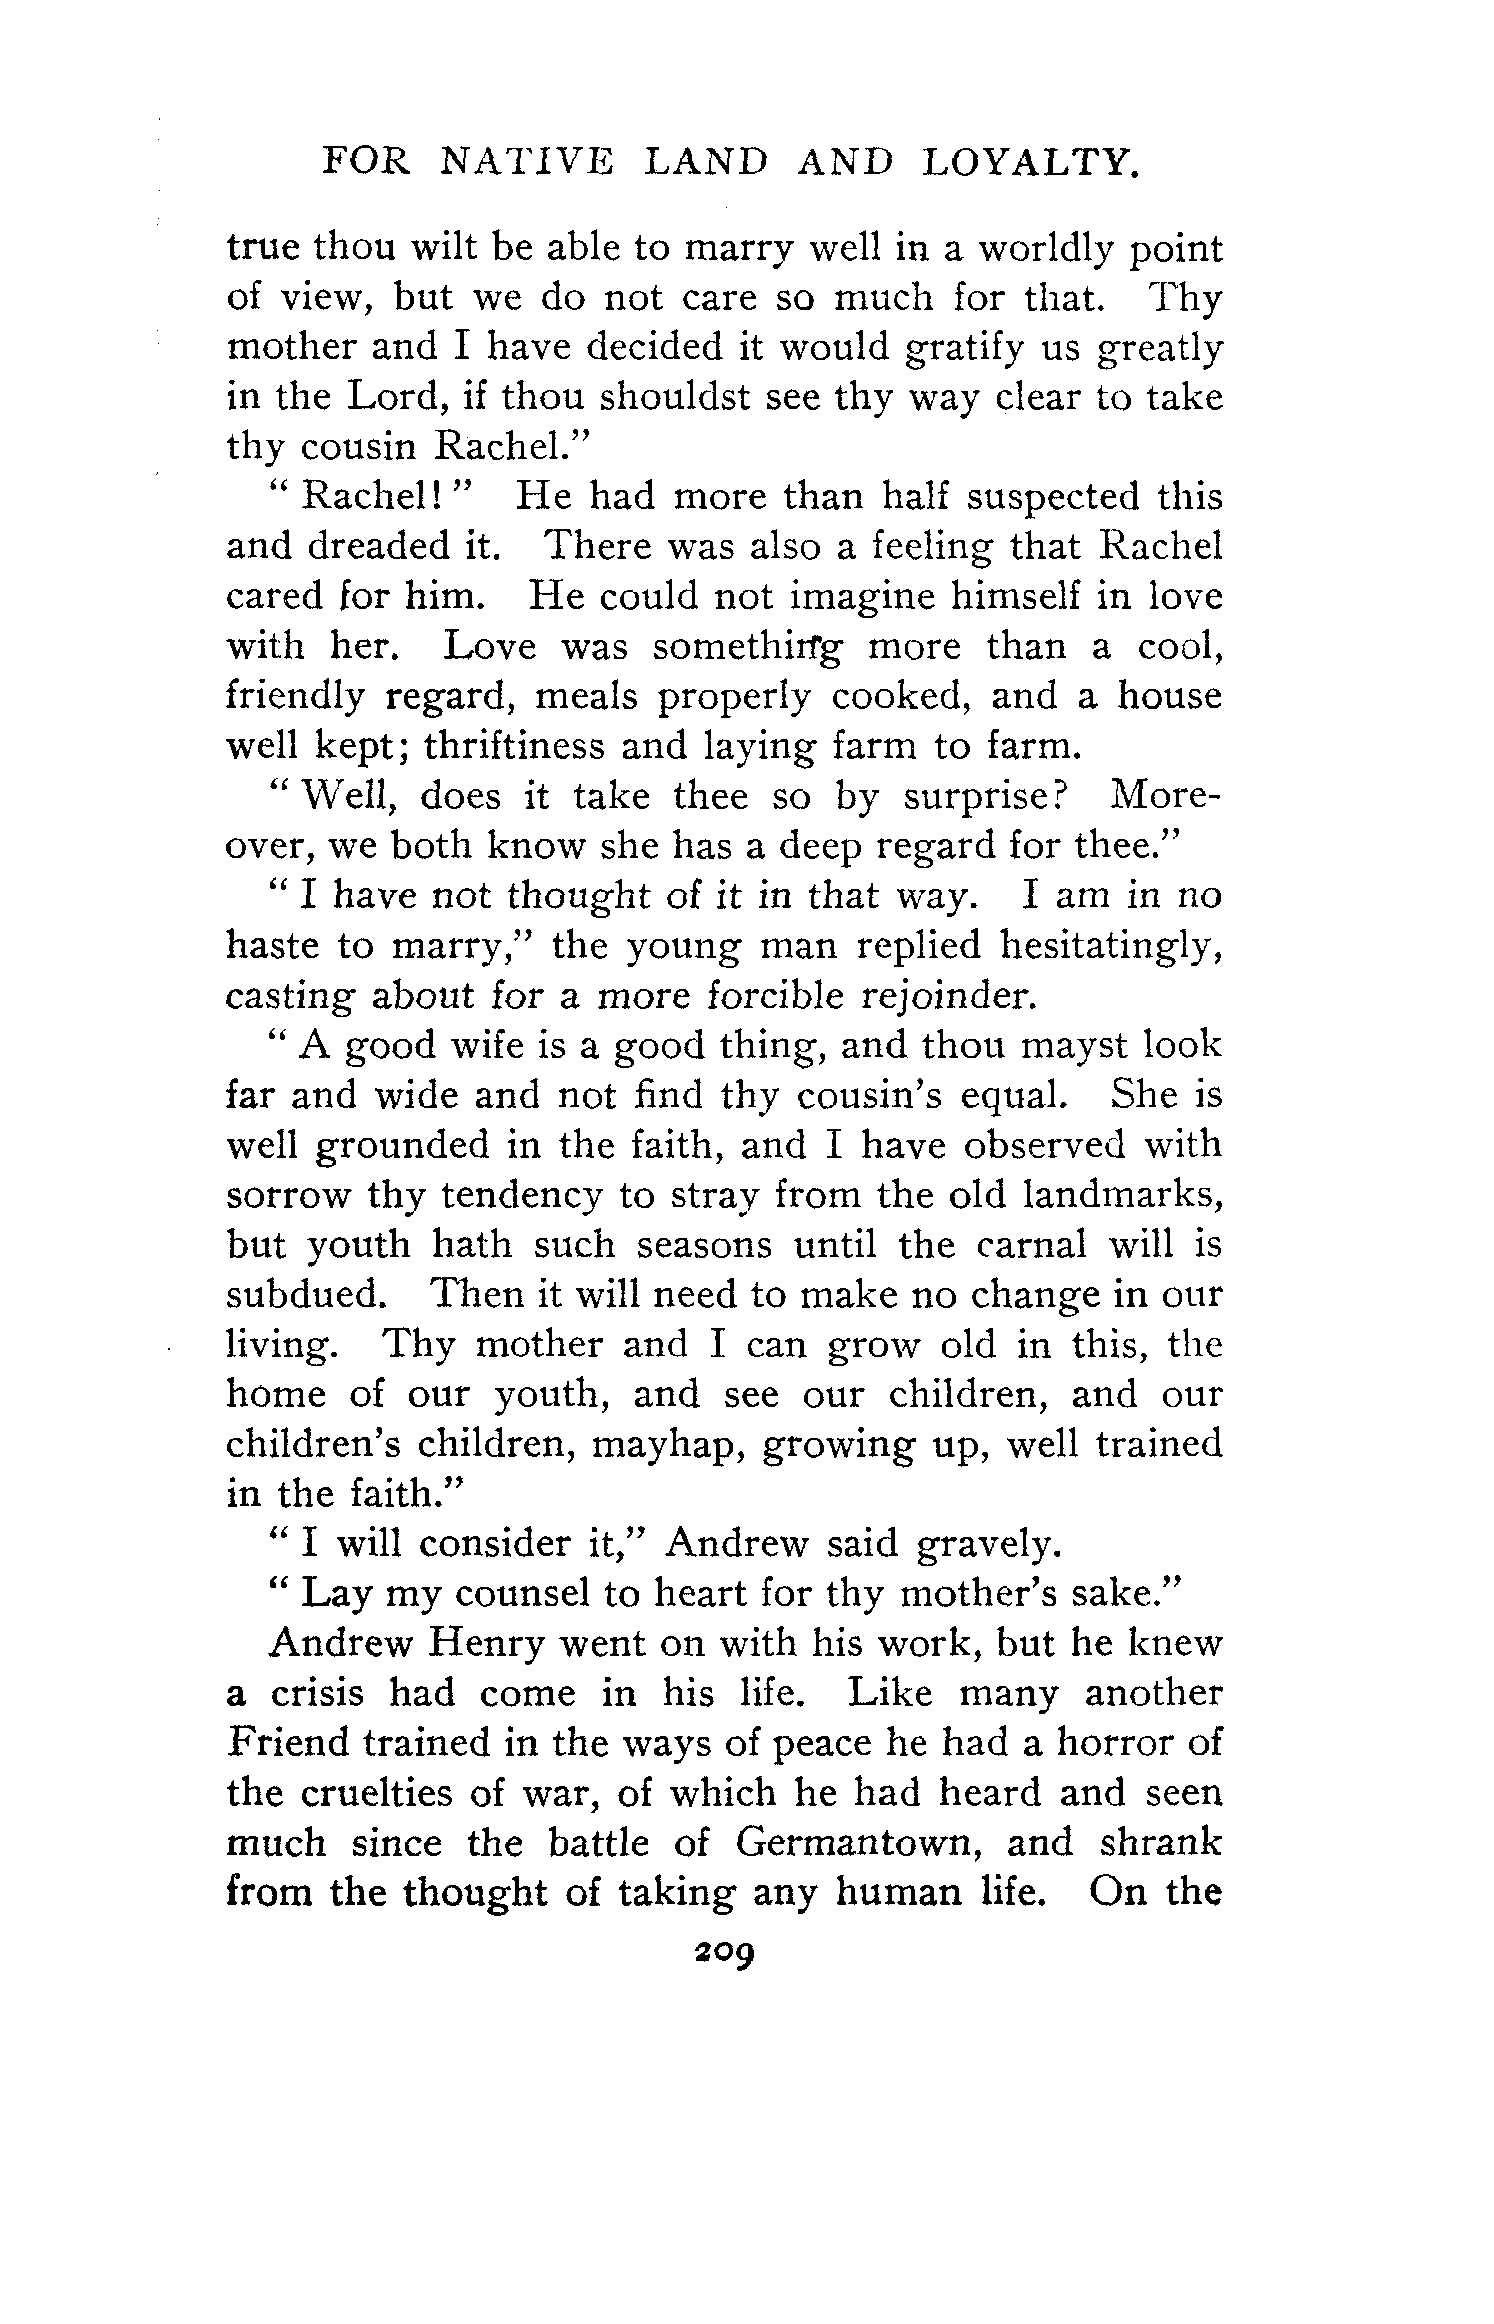 FOR NATIVE LAND AND LOYALTY.
true thou wilt be able to marry well in a worldly point
of view, but we do not care so much for that. Thy
mother and I have decided it would gratify us greatly
in the Lord, if thou shouldst see thy way clear to take
thy cousin Rachel.”
“ Rachel! ” He had more than half suspected this
and dreaded it. There was also a feeling that Rachel
cared for him. He could not imagine himself in love
with her. Love was something more than a cool,
friendly regard, meals properly cooked, and a house
well kept; thriftiness and laying farm to farm.
“ Well, does it take thee so by surprise? More-
over, we both know she has a deep regard for thee.”
“ I have not thought of it in that way. I am in no
haste to marry,” the young man replied hesitatingly,
casting about for a more forcible rejoinder.
“ A good wife is a good thing, and thou mayst look
far and wide and not find thy cousin’s equal. She is
well grounded in the faith, and I have observed with
sorrow thy tendency to stray from the old landmarks,
but youth hath such seasons until the carnal will is
subdued. Then it will need to make no change in our
living. Thy mother and I can grow old in this, the
home of our youth, and see our children, and our
children’s children, mayhap, growing up, well trained
in the faith.”
“ I will consider it,” Andrew said gravely.
“ Lay my counsel to heart for thy mother’s sake.”
Andrew Henry went on with his work, but he knew
a crisis had come in his life. Like many another
Friend trained in the ways of peace he had a horror of
the cruelties of war, of which he had heard and seen
much since the battle of Germantown, and shrank
from the thought of taking any human life. On the
209